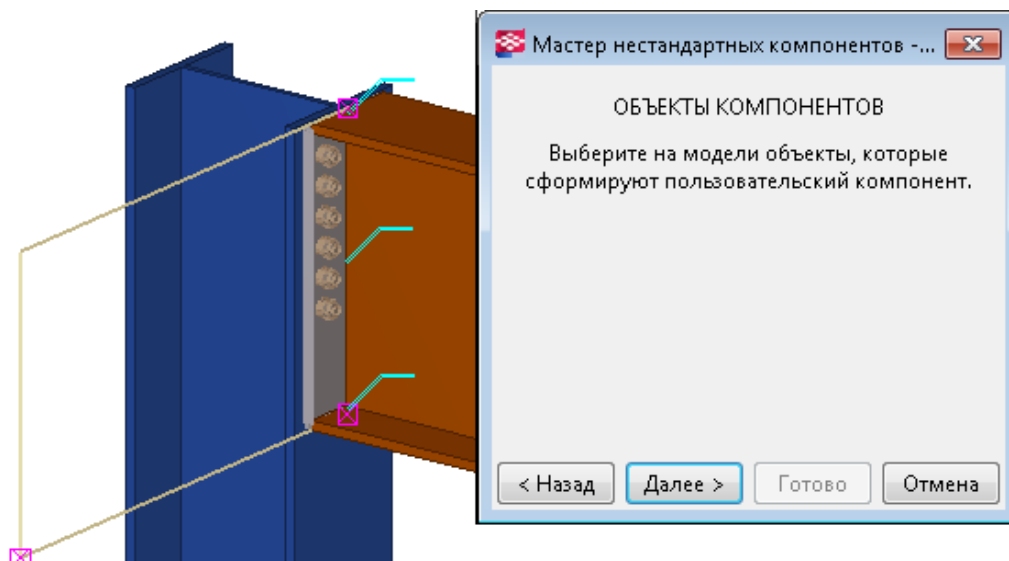 Мастер нестандартных компонентов -...
ОБЪЕКТЫ КОМПОНЕНТОВ
Выберите на модели объекты, которые
сформируют пользовательский компонент.
< Назад
Далее >
Готово
Отмена